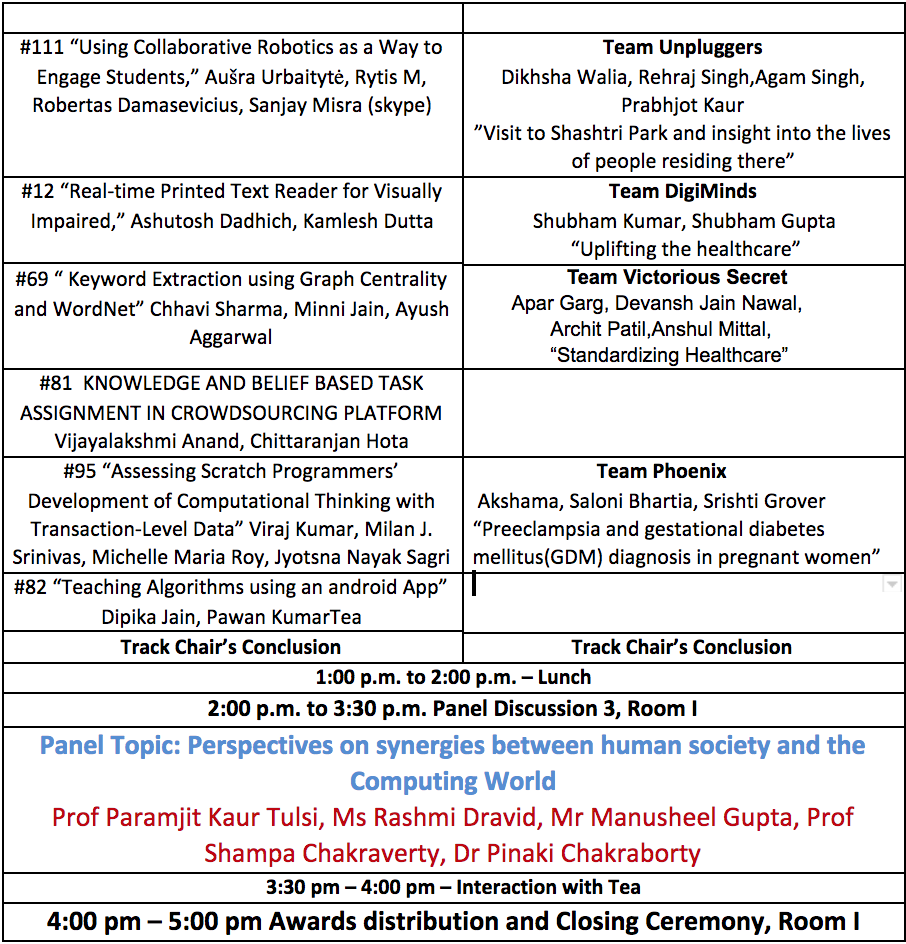 #111 “Using Collaborative Robotics as a Way to
Engage Students,” Aušra Urbaitytė, Rytis M,
Robertas Damasevicius, Sanjay Misra (skype)
Team Unpluggers
Dikhsha Walia, Rehraj Singh,Agam Singh,
Prabhjot Kaur
”Visit to Shashtri Park and insight into the lives
of people residing there”
#12 “Real-time Printed Text Reader for Visually
Impaired,” Ashutosh Dadhich, Kamlesh Dutta
Team DigiMinds
Shubham Kumar, Shubham Gupta
“Uplifting the healthcare”
#69 “ Keyword Extraction using Graph Centrality
and WordNet” Chhavi Sharma, Minni Jain, Ayush
Aggarwal
Team Victorious Secret
Apar Garg, Devansh Jain Nawal,
Archit Patil,Anshul Mittal,
“Standardizing Healthcare”
#81  KNOWLEDGE AND BELIEF BASED TASK
ASSIGNMENT IN CROWDSOURCING PLATFORM
Vijayalakshmi Anand, Chittaranjan Hota
#95 “Assessing Scratch Programmers’
Development of Computational Thinking with
Transaction-Level Data” Viraj Kumar, Milan J.
Srinivas, Michelle Maria Roy, Jyotsna Nayak Sagri
Team Phoenix
Akshama, Saloni Bhartia, Srishti Grover
“Preeclampsia and gestational diabetes
mellitus(GDM) diagnosis in pregnant women”
#82 “Teaching Algorithms using an android App”
Dipika Jain, Pawan KumarTea
Track Chair’s Conclusion
Track Chair’s Conclusion
1:00 p.m. to 2:00 p.m. – Lunch
2:00 p.m. to 3:30 p.m. Panel Discussion 3, Room I
Panel Topic: Perspectives on synergies between human society and the
Computing World
Prof Paramjit Kaur Tulsi, Ms Rashmi Dravid, Mr Manusheel Gupta, Prof
Shampa Chakraverty, Dr Pinaki Chakraborty
3:30 pm – 4:00 pm – Interaction with Tea
4:00 pm – 5:00 pm Awards distribution and Closing Ceremony, Room I